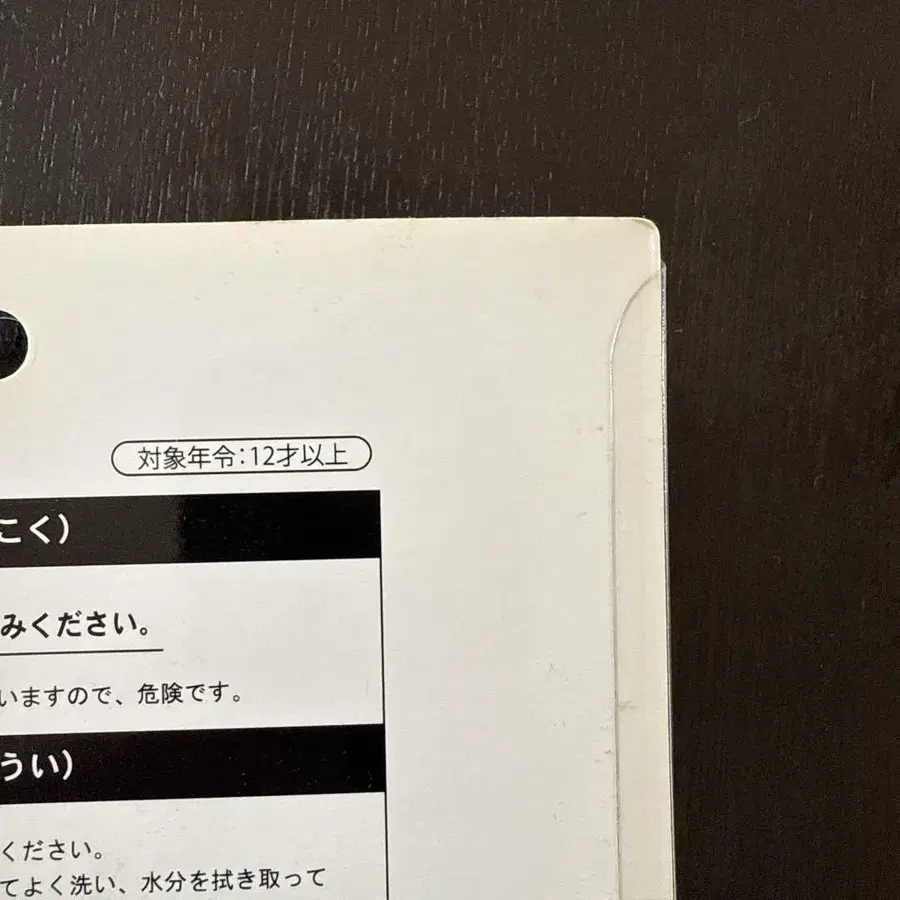 対象年令:12才以上
こく)
みください。
いますので、危険です。
うい)
ください。
てよく洗い、水分を拭き取って